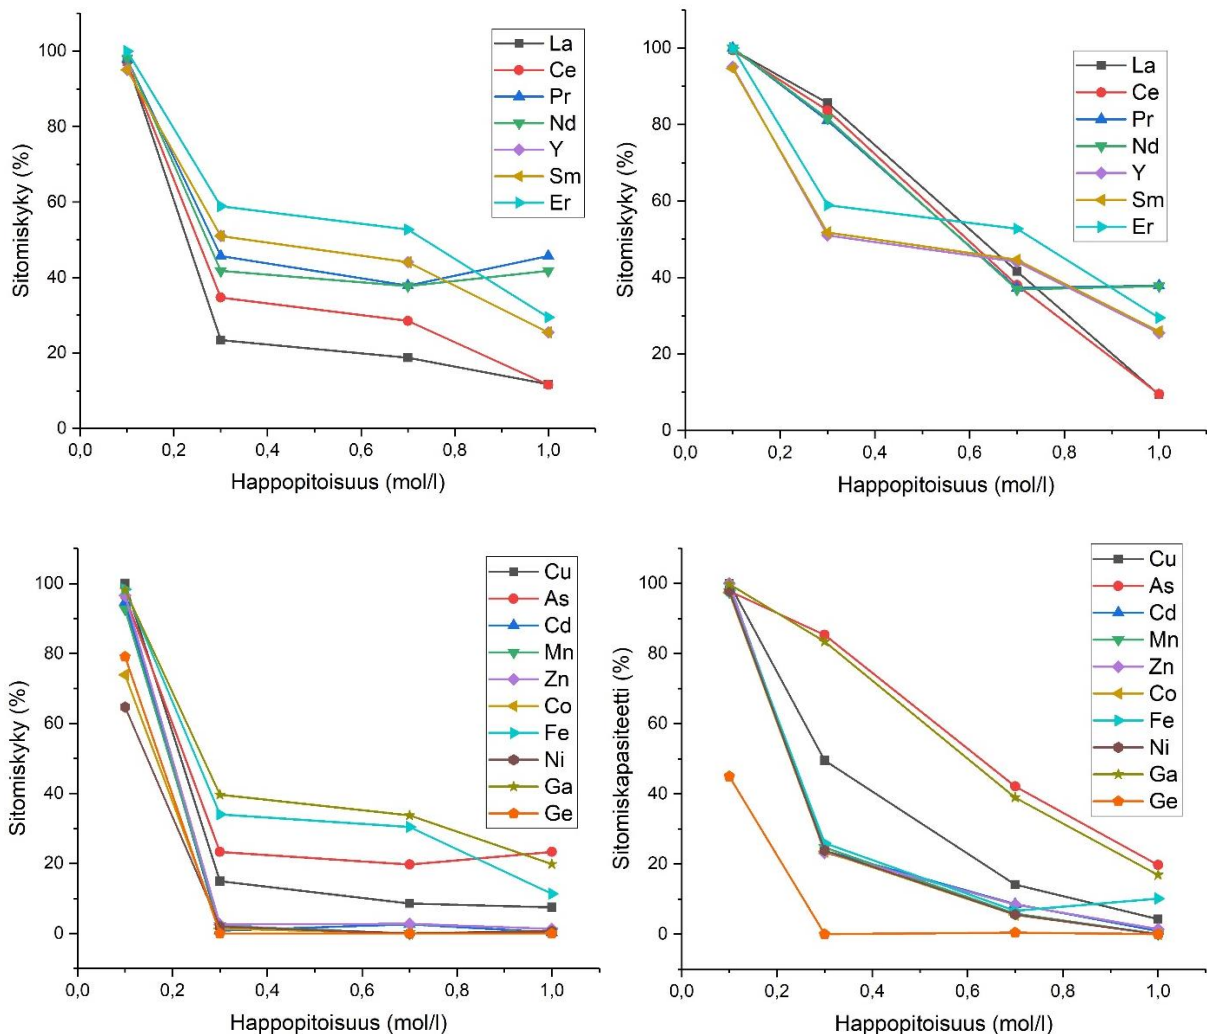 100
80
60
40
20
0
Sitomiskyky (%)
La
Ce
Pr
Nd
Y
Sm
Er
0,0 0,2 0,4 0,6 0,8 1,0
Happopitoisuus (mol/l)
100
80
60
40
20
0
Sitomiskyky (%)
La
Ce
Pr
Nd
Y
Sm
Er
0,0 0,2 0,4 0,6 0,8 1,0
Happopitoisuus (mol/l)
100
80
60
40
20
0
Sitomiskyky (%)
Cu
As
Cd
Mn
Zn
Co
Fe
Ni
Ga
Ge
0,0 0,2 0,4 0,6 0,8 1,0
Happopitoisuus (mol/l)
100
80
60
40
20
0
Sitomiskapasiteetti (%)
Cu
As
Cd
Mn
Zn
Co
Fe
Ni
Ga
Ge
0,0 0,2 0,4 0,6 0,8 1,0
Happopitoisuus (mol/l)